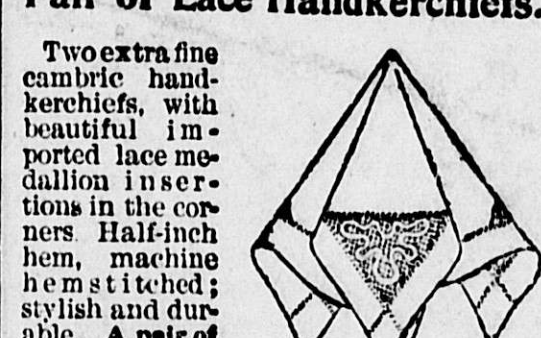 Pair of Lace Handkerchiefs.
Two extra fine
cambric hand-
kerchiefs, with
beautiful im-
ported lace me-
dallion inser-
tions in the cor-
ners. Half-inch
hem, machine
hemstitched;
stylish and dur-
able. A pair of